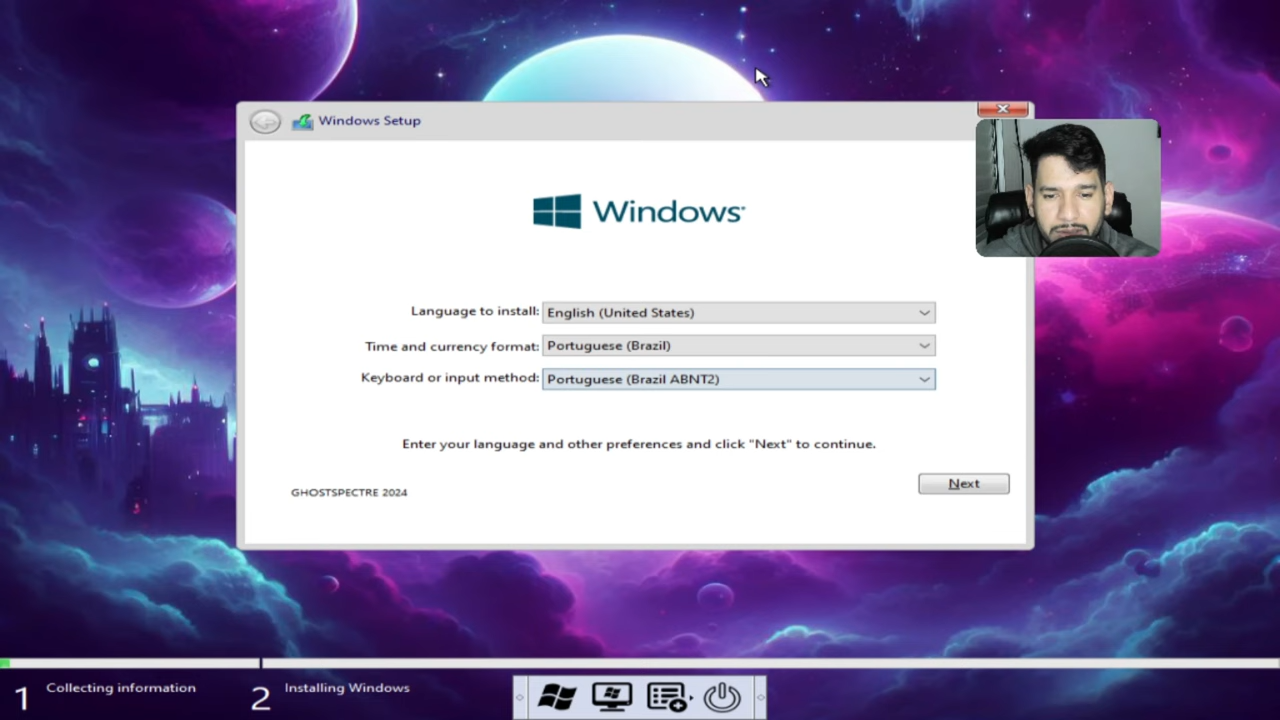 Windows Setup
Windows
Language to install: English (United States)
Time and currency format: Portuguese (Brazil)
Keyboard or input method: Portuguese (Brazil ABNT2)
Enter your language and other preferences and click "Next" to continue.
GHOSTSPECTRE 2024
Next
1 Collecting information
2 Installing Windows